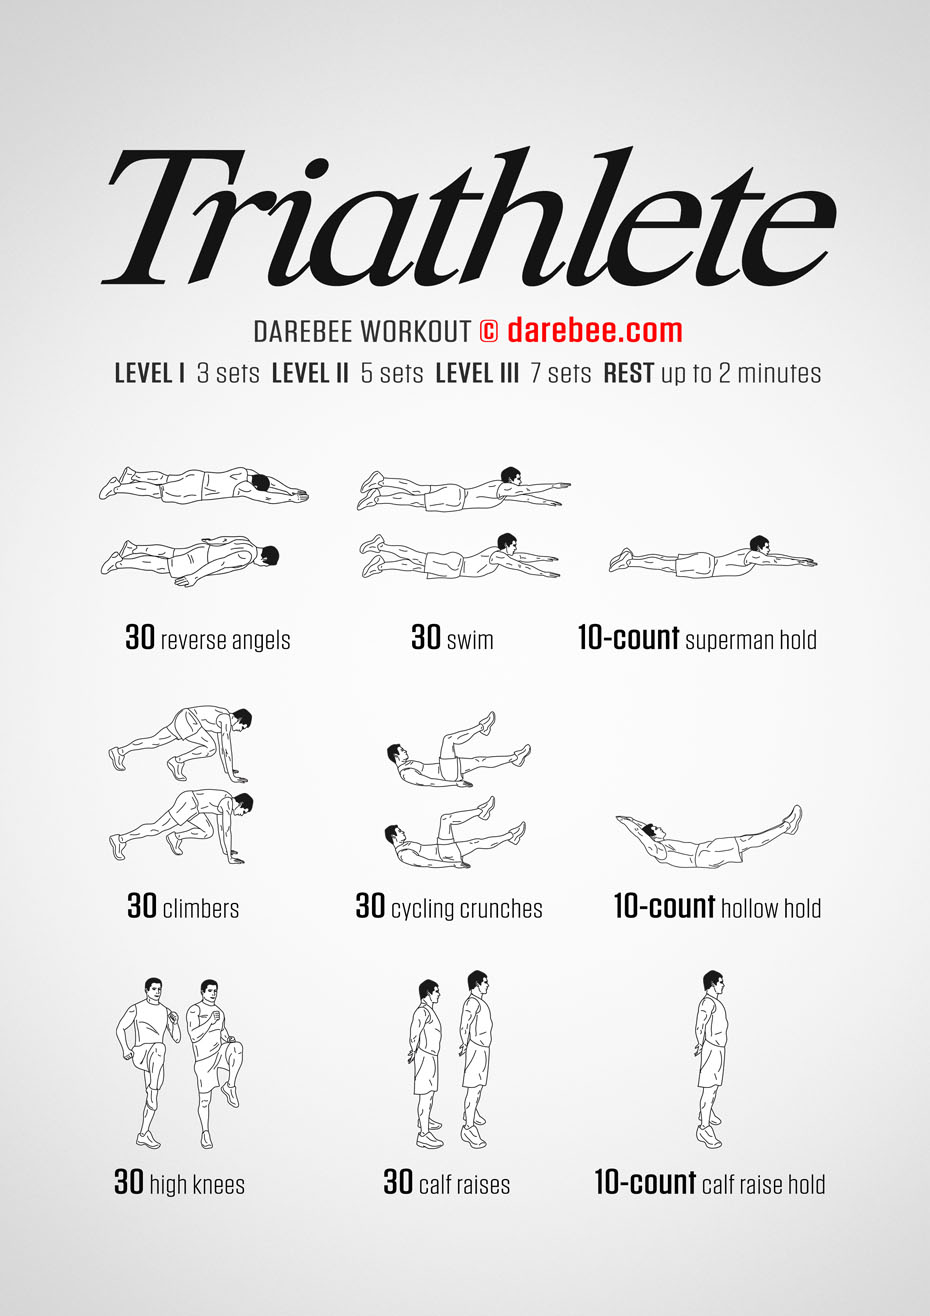 Triathlete
DAREBEE WORKOUT © darebee.com
LEVEL I 3 sets LEVEL II 5 sets LEVEL III 7 sets REST up to 2 minutes
30 reverse angels
30 swim
10-count superman hold
30 climbers
30 cycling crunches
10-count hollow hold
30 high knees
30 calf raises
10-count calf raise hold